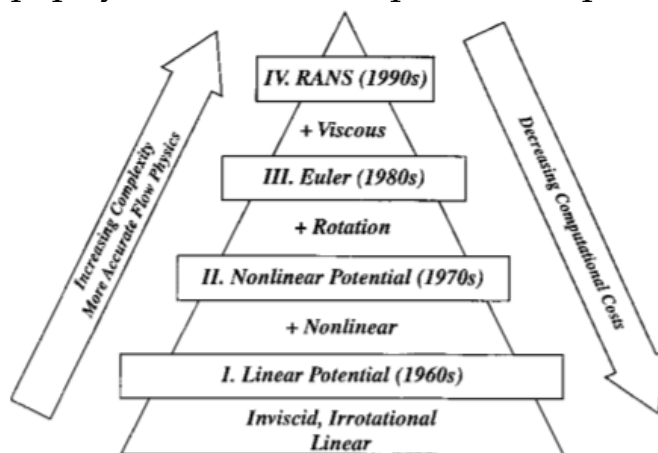 IV. RANS (1990s)
+ Viscous
III. Euler (1980s)
+ Rotation
II. Nonlinear Potential (1970s)
+ Nonlinear
I. Linear Potential (1960s)
Inviscid, Irrotational
Linear
Increasing Complexity
More Accurate Flow Physics
Decreasing Computational Costs